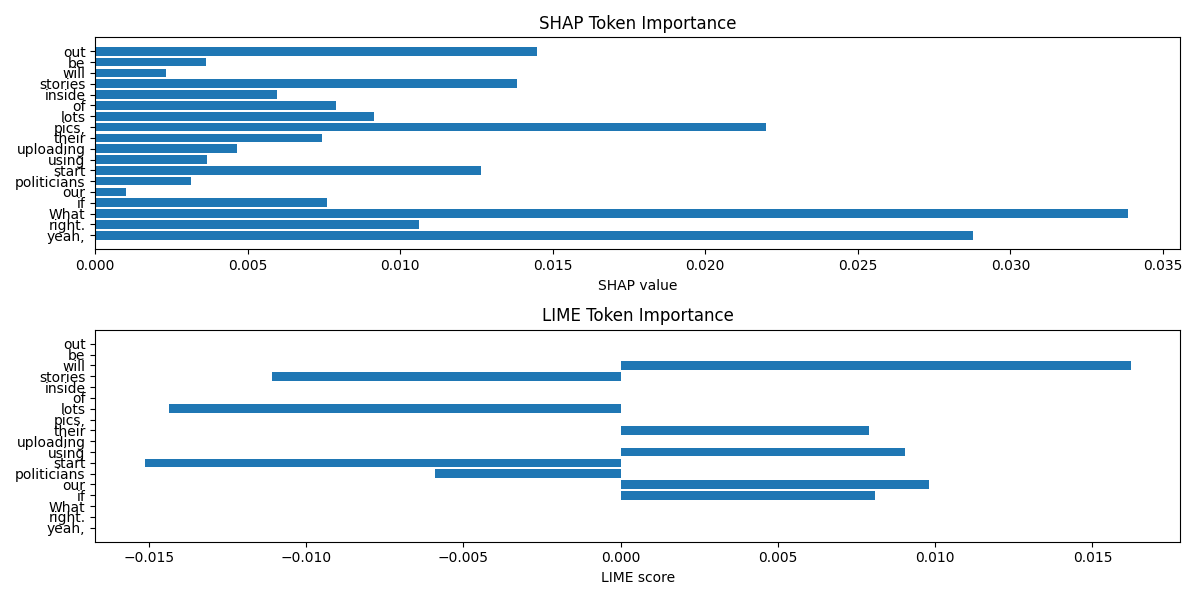 SHAP Token Importance
out
be
will
stories
inside
of
lots
pics,
their
uploading
using
start
politicians
our
if
What
right.
yeah,
0.000 0.005 0.010 0.015 0.020 0.025 0.030 0.035
SHAP value
LIME Token Importance
out
be
will
stories
inside
of
lots
pics,
their
uploading
using
start
politicians
our
if
What
right.
yeah,
−0.015 −0.010 −0.005 0.000 0.005 0.010 0.015
LIME score